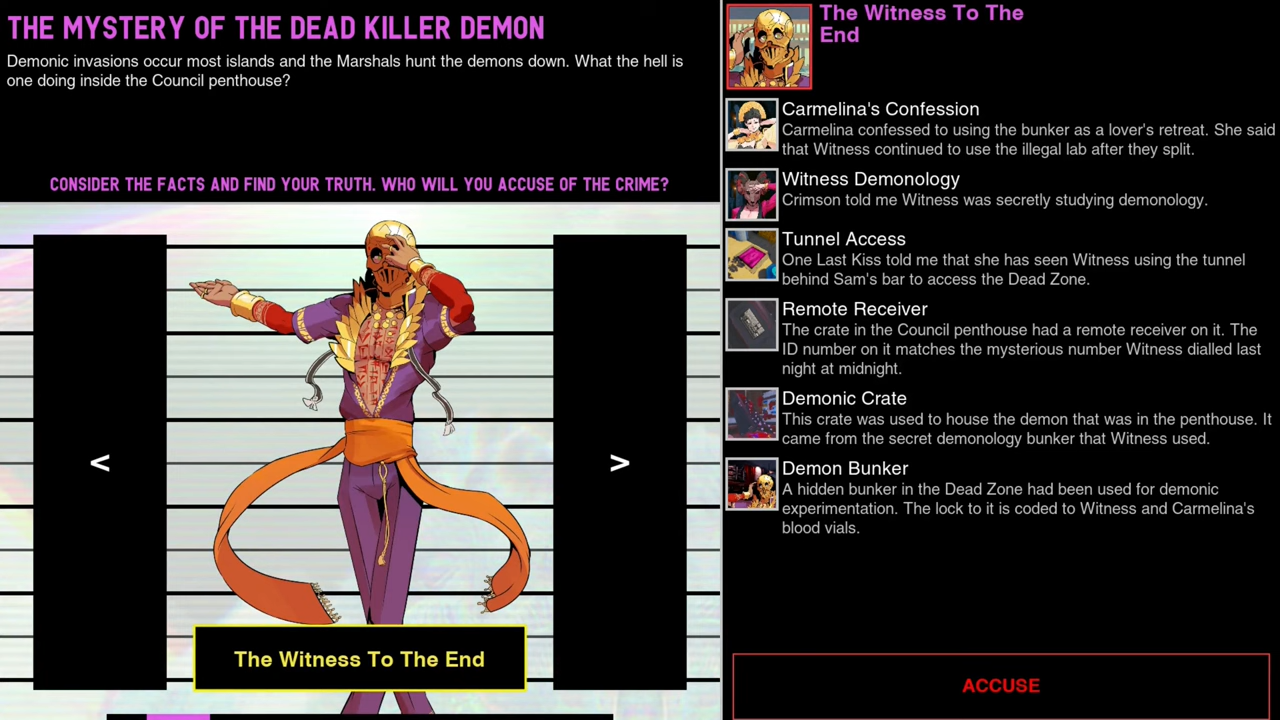 THE MYSTERY OF THE DEAD KILLER DEMON
Demonic invasions occur most islands and the Marshals hunt the demons down. What the hell is
one doing inside the Council penthouse?
CONSIDER THE FACTS AND FIND YOUR TRUTH. WHO WILL YOU ACCUSE OF THE CRIME?
<
>
The Witness To The End
The Witness To The
End
Carmelina's Confession
Carmelina confessed to using the bunker as a lover's retreat. She said
that Witness continued to use the illegal lab after they split.
Witness Demonology
Crimson told me Witness was secretly studying demonology.
Tunnel Access
One Last Kiss told me that she has seen Witness using the tunnel
behind Sam's bar to access the Dead Zone.
Remote Receiver
The crate in the Council penthouse had a remote receiver on it. The
ID number on it matches the mysterious number Witness dialled last
night at midnight.
Demonic Crate
This crate was used to house the demon that was in the penthouse. It
came from the secret demonology bunker that Witness used.
Demon Bunker
A hidden bunker in the Dead Zone had been used for demonic
experimentation. The lock to it is coded to Witness and Carmelina's
blood vials.
ACCUSE